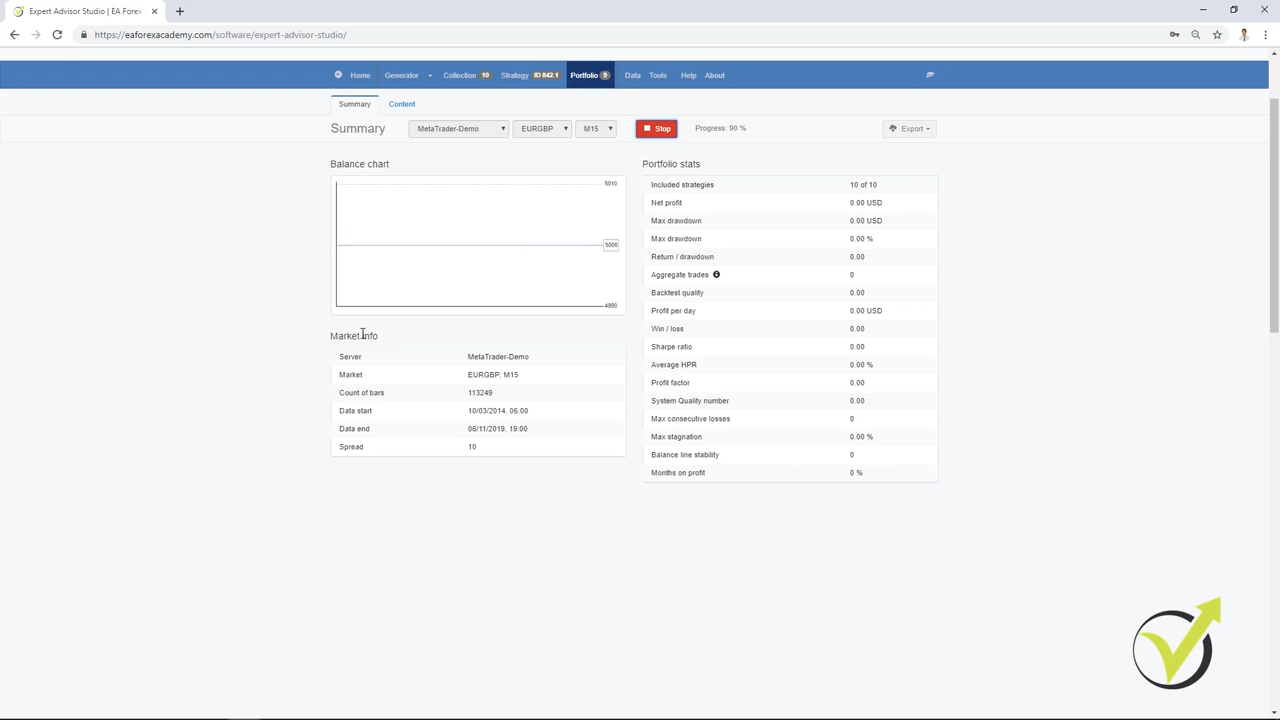 Expert Advisor Studio | EA Forex
https://eaforexacademy.com/software/expert-advisor-studio/
Home Generator Collection 10 Strategy ID 842.1 Portfolio 9 Data Tools Help About
Summary Content
Summary MetaTrader-Demo EURGBP M15 Stop Progress: 90 % Export
Balance chart
5010
5000
4990
Market info
Server MetaTrader-Demo
Market EURGBP; M15
Count of bars 113249
Data start 10/03/2014, 06:00
Data end 06/11/2019, 19:00
Spread 10
Portfolio stats
Included strategies 10 of 10
Net profit 0.00 USD
Max drawdown 0.00 USD
Max drawdown 0.00 %
Return / drawdown 0.00
Aggregate trades 0
Backtest quality 0.00
Profit per day 0.00 USD
Win / loss 0.00
Sharpe ratio 0.00
Average HPR 0.00 %
Profit factor 0.00
System Quality number 0.00
Max consecutive losses 0
Max stagnation 0.00 %
Balance line stability 0
Months on profit 0 %